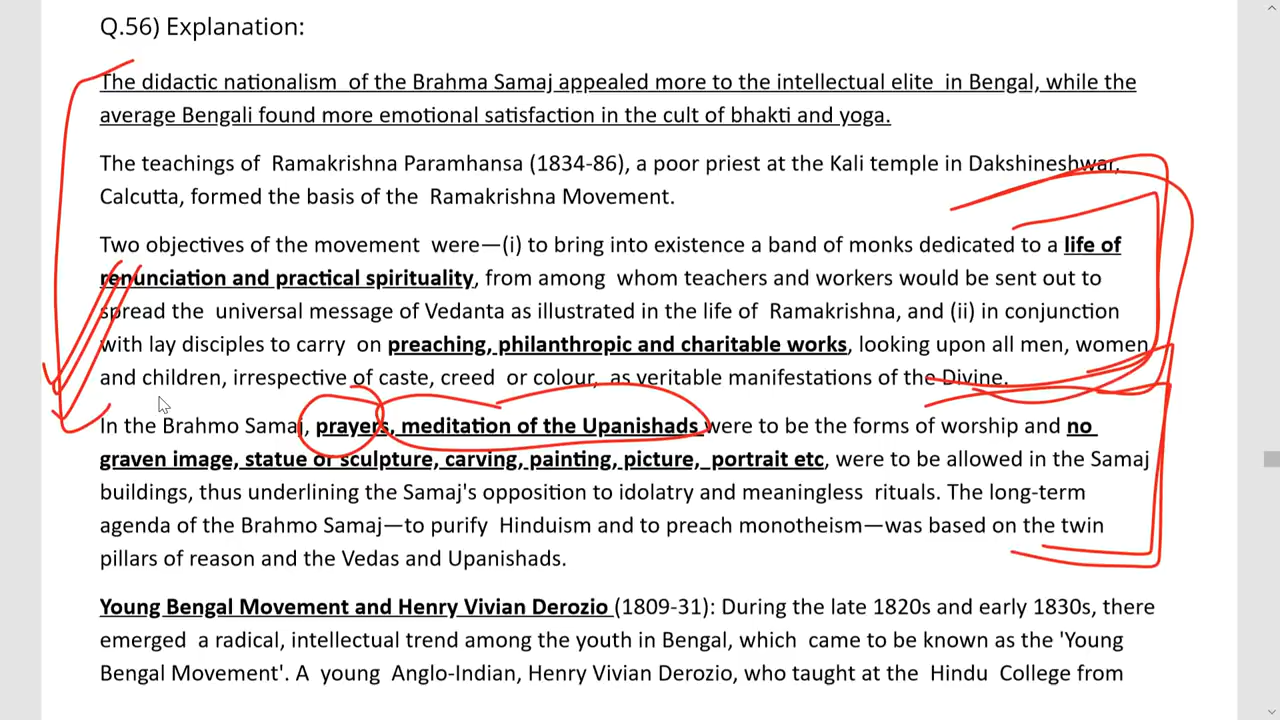 Q.56) Explanation:
The didactic nationalism of the Brahma Samaj appealed more to the intellectual elite in Bengal, while the
average Bengali found more emotional satisfaction in the cult of bhakti and yoga.
The teachings of Ramakrishna Paramhansa (1834-86), a poor priest at the Kali temple in Dakshineshwar,
Calcutta, formed the basis of the Ramakrishna Movement.
Two objectives of the movement were—(i) to bring into existence a band of monks dedicated to a life of
renunciation and practical spirituality, from among whom teachers and workers would be sent out to
spread the universal message of Vedanta as illustrated in the life of Ramakrishna, and (ii) in conjunction
with lay disciples to carry on preaching, philanthropic and charitable works, looking upon all men, women
and children, irrespective of caste, creed or colour, as veritable manifestations of the Divine.
In the Brahmo Samaj, prayers, meditation of the Upanishads were to be the forms of worship and no
graven image, statue or sculpture, carving, painting, picture, portrait etc, were to be allowed in the Samaj
buildings, thus underlining the Samaj's opposition to idolatry and meaningless rituals. The long-term
agenda of the Brahmo Samaj—to purify Hinduism and to preach monotheism—was based on the twin
pillars of reason and the Vedas and Upanishads.
Young Bengal Movement and Henry Vivian Derozio (1809-31): During the late 1820s and early 1830s, there
emerged a radical, intellectual trend among the youth in Bengal, which came to be known as the 'Young
Bengal Movement'. A young Anglo-Indian, Henry Vivian Derozio, who taught at the Hindu College from